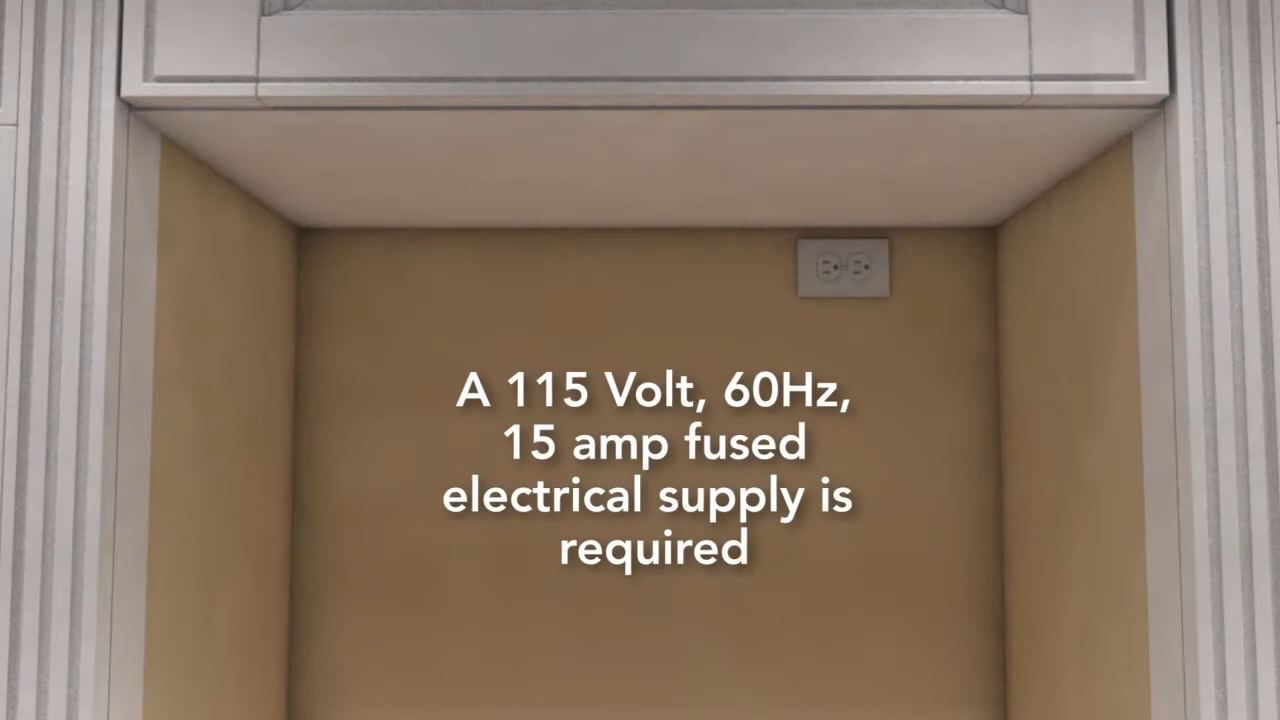 A 115 Volt, 60Hz,
15 amp fused
electrical supply is
required